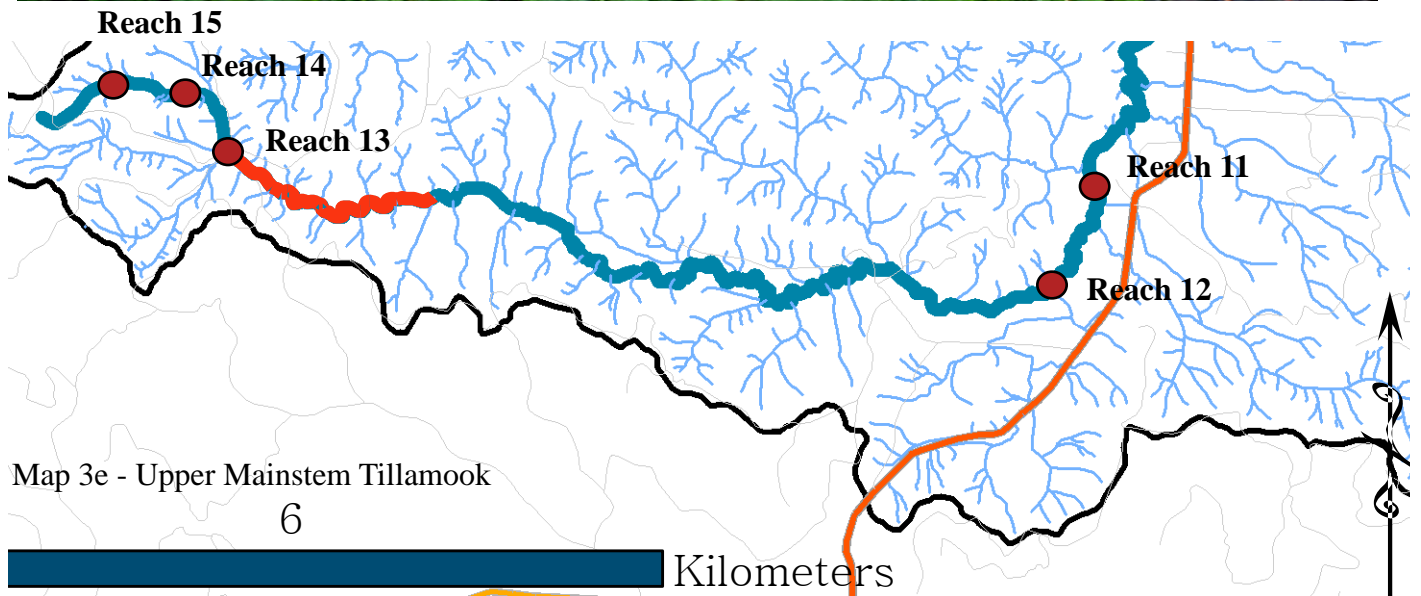 Reach 15
Reach 14
Reach 13
Reach 11
Reach 12
Map 3e - Upper Mainstem Tillamook
6
Kilometers